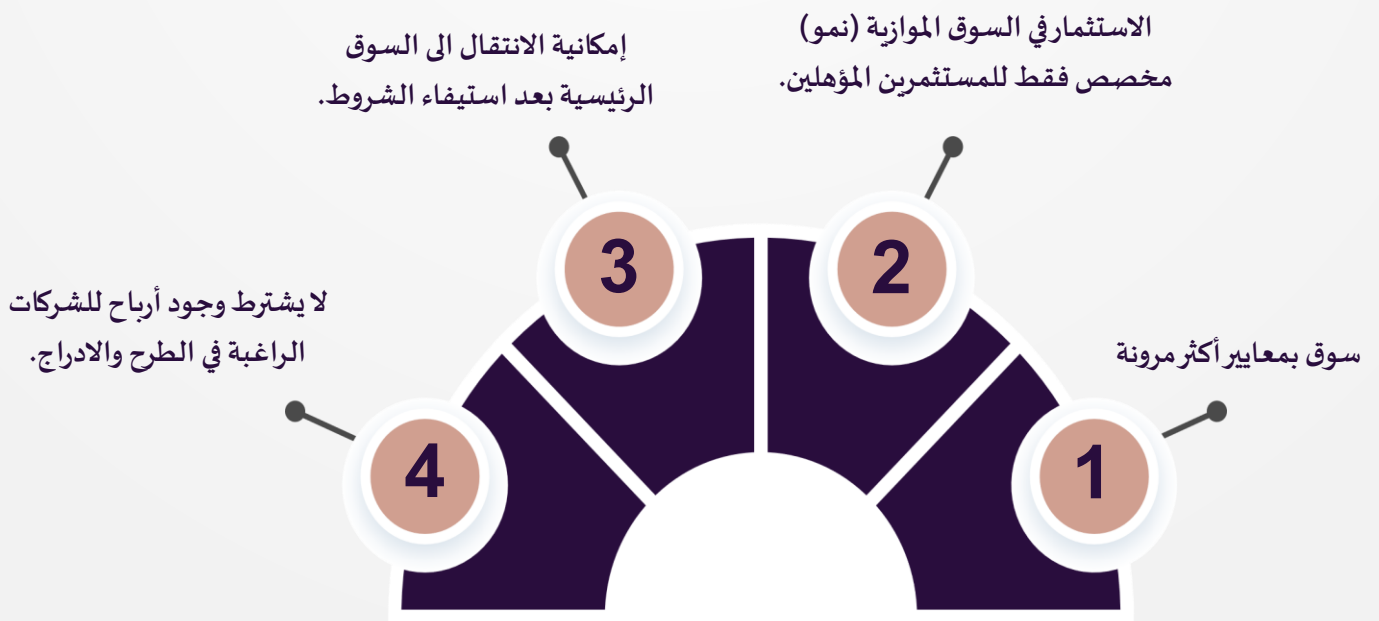 سوق بمعايير أكثر مرونة
1
الاستثمار في السوق الموازية (نمو)
مخصص فقط للمستثمرين المؤهلين.
2
إمكانية الانتقال الى السوق
الرئيسية بعد استيفاء الشروط.
3
لا يشترط وجود أرباح للشركات
الراغبة في الطرح والادراج.
4